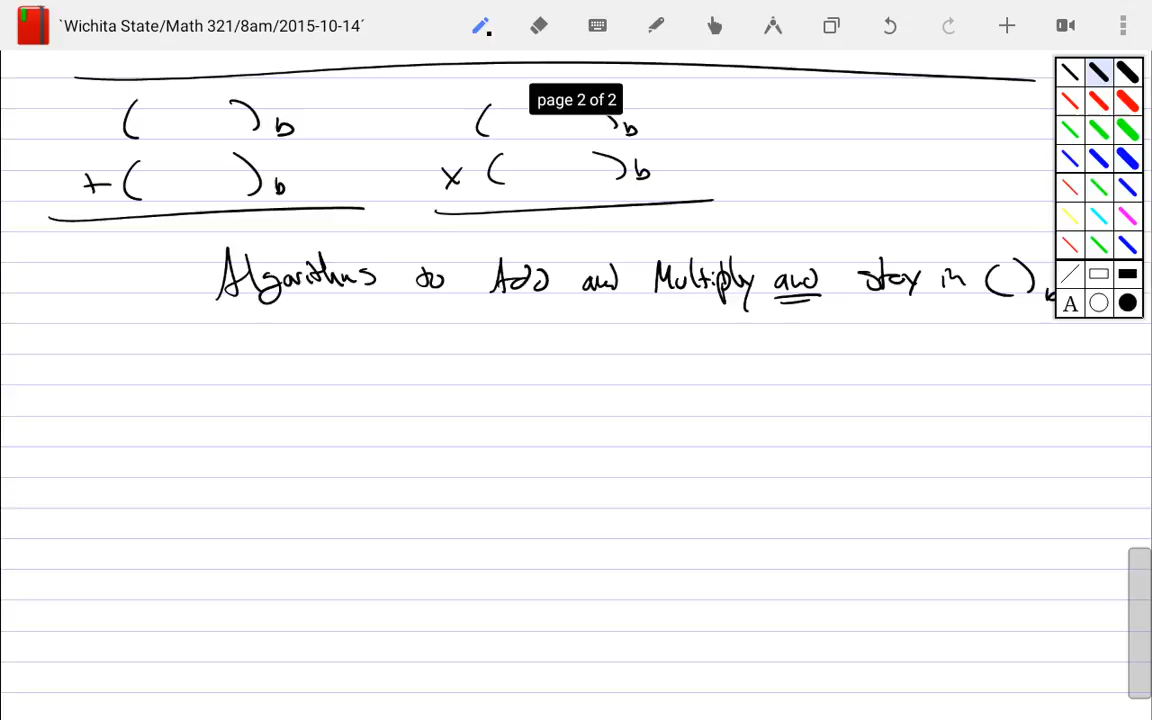 `Wichita State/Math 321/8am/2015-10-14´
page 2 of 2
( )b ( )b
+ ( )b x ( )b
Algorithms to Add and Multiply and stay in ( )b
A